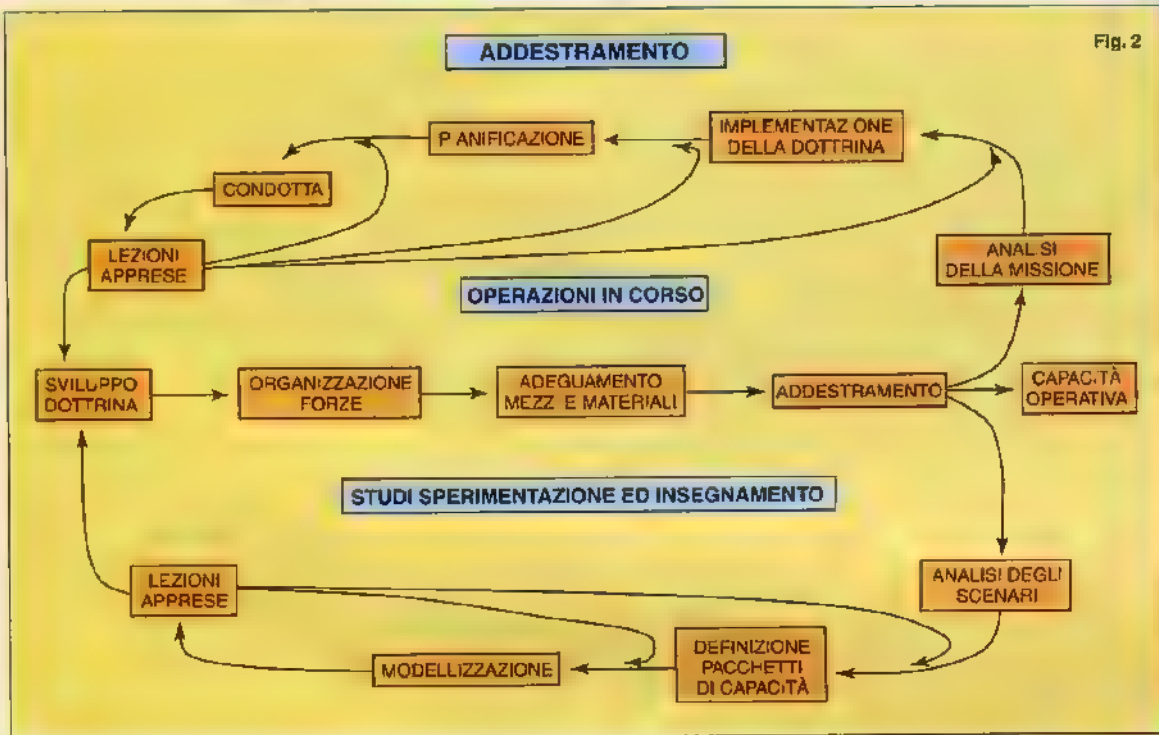 Fig. 2
ADDESTRAMENTO
IMPLEMENTAZ ONE
DELLA DOTTRINA
P ANIFICAZIONE
CONDOTTA
LEZIONI
APPRESE
ANAL SI
DELLA MISSIONE
OPERAZIONI IN CORSO
SVILUPPO
DOTTRINA
ORGANIZZAZIONE
FORZE
ADEGUAMENTO
MEZZ E MATERIALI
ADDESTRAMENTO
CAPACITÀ
OPERATIVA
STUDI SPERIMENTAZIONE ED INSEGNAMENTO
LEZIONI
APPRESE
ANALISI DEGLI
SCENARI
MODELLIZZAZIONE
DEFINIZIONE
PACCHETTI
DI CAPACITÀ